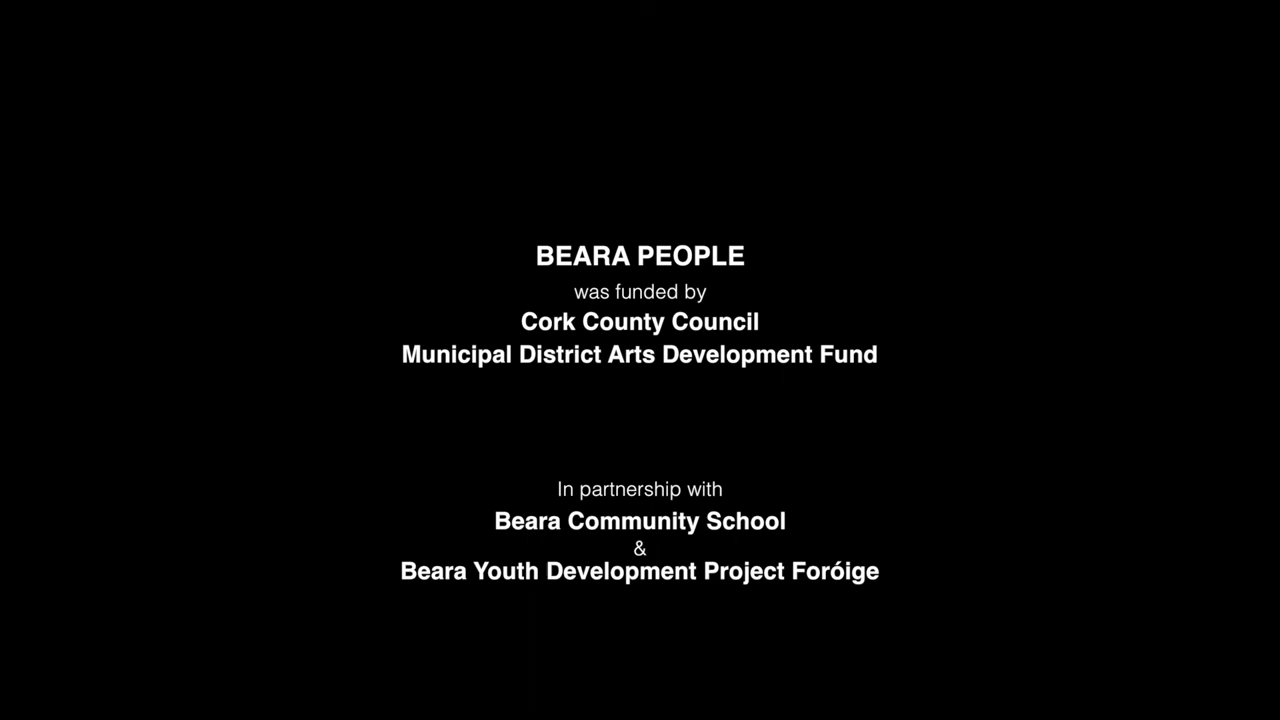 BEARA PEOPLE
was funded by
Cork County Council
Municipal District Arts Development Fund
In partnership with
Beara Community School
&
Beara Youth Development Project Foróige